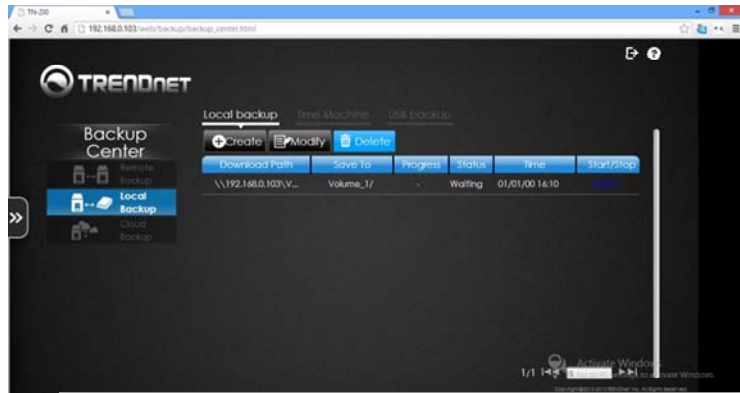 TN-200
192.168.0.103/web/backup/backup_center.html
TRENDnet
Local backup Time Machine USB backup
Backup
Center
Create Modify Delete
Remote
Backup
Download Path Save To Progress Status Time Start/Stop
\\192.168.0.103\V... Volume_1/ - Waiting 01/01/00 16:10
Local
Backup
Cloud
Backup
Activate Windows
1/1